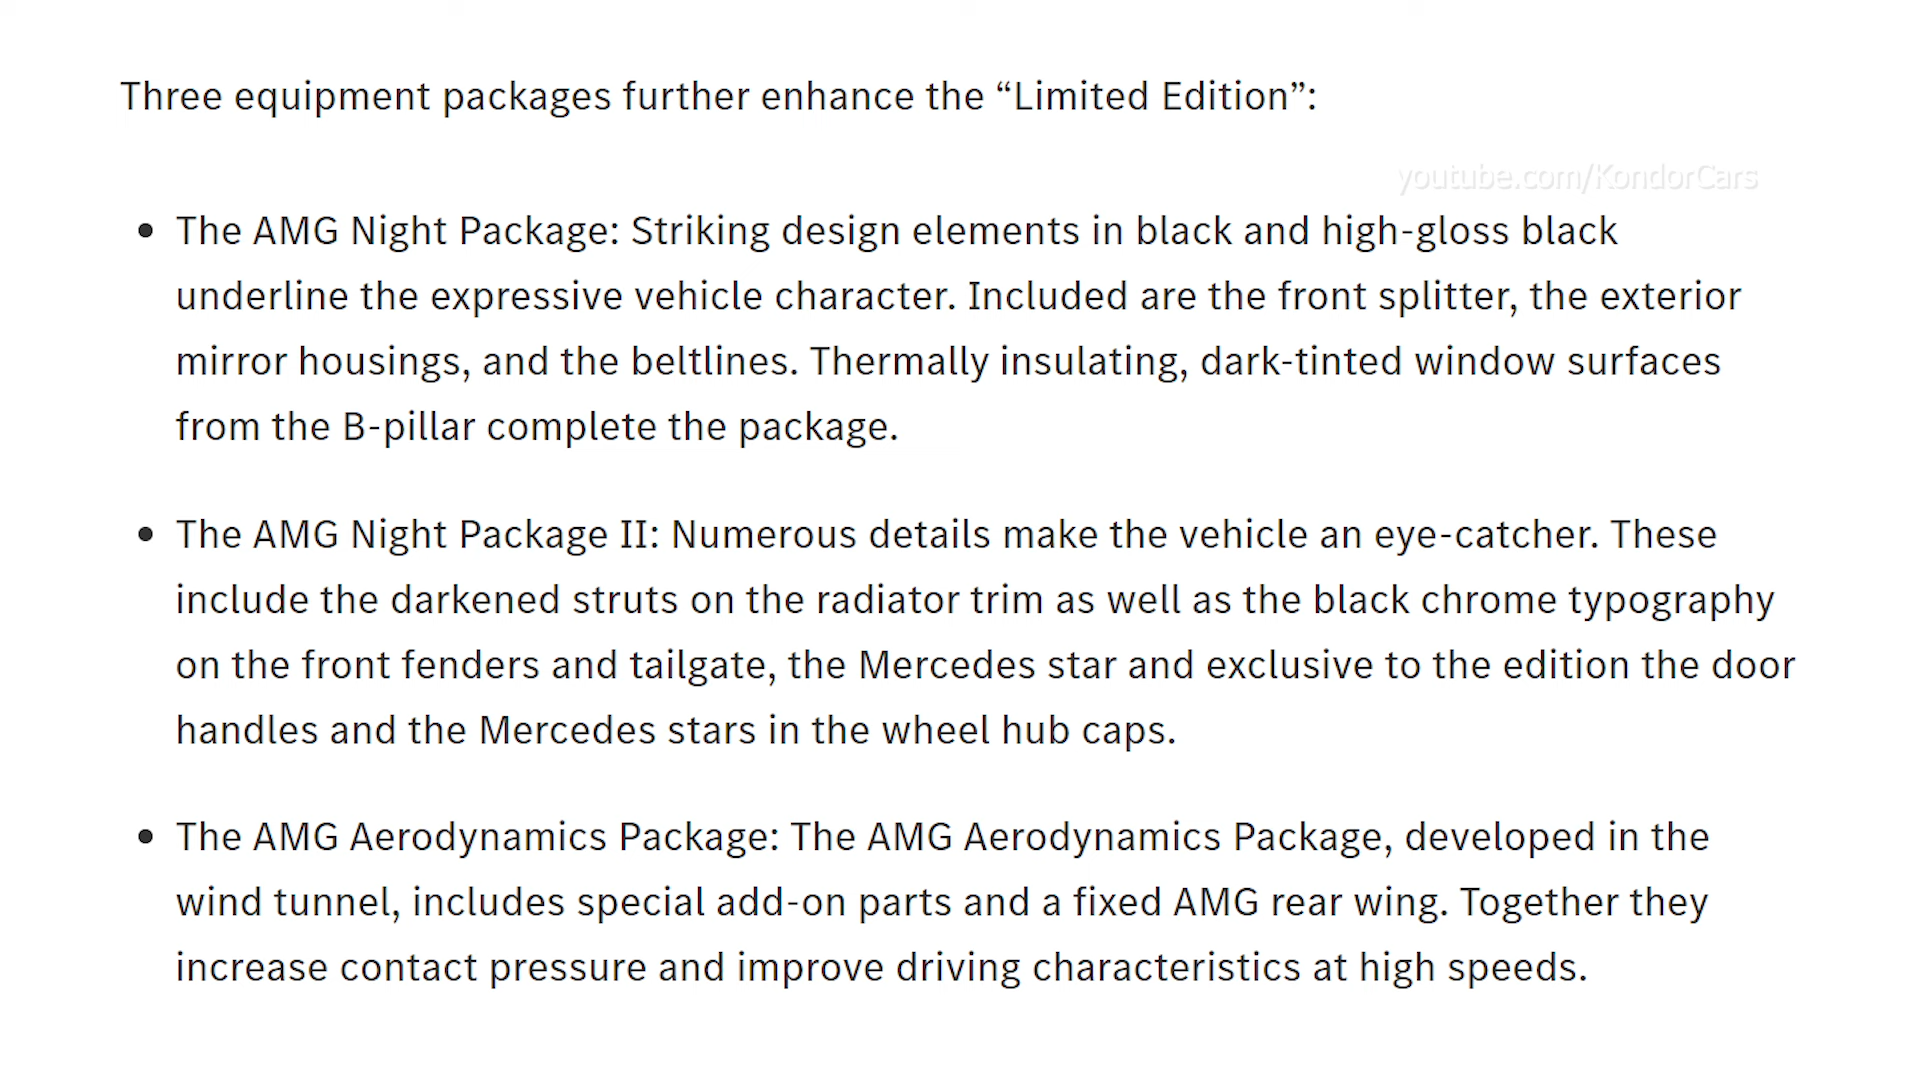 Three equipment packages further enhance the “Limited Edition”:
youtube.com/KondorCars
• The AMG Night Package: Striking design elements in black and high-gloss black
underline the expressive vehicle character. Included are the front splitter, the exterior
mirror housings, and the beltlines. Thermally insulating, dark-tinted window surfaces
from the B-pillar complete the package.
• The AMG Night Package II: Numerous details make the vehicle an eye-catcher. These
include the darkened struts on the radiator trim as well as the black chrome typography
on the front fenders and tailgate, the Mercedes star and exclusive to the edition the door
handles and the Mercedes stars in the wheel hub caps.
• The AMG Aerodynamics Package: The AMG Aerodynamics Package, developed in the
wind tunnel, includes special add-on parts and a fixed AMG rear wing. Together they
increase contact pressure and improve driving characteristics at high speeds.